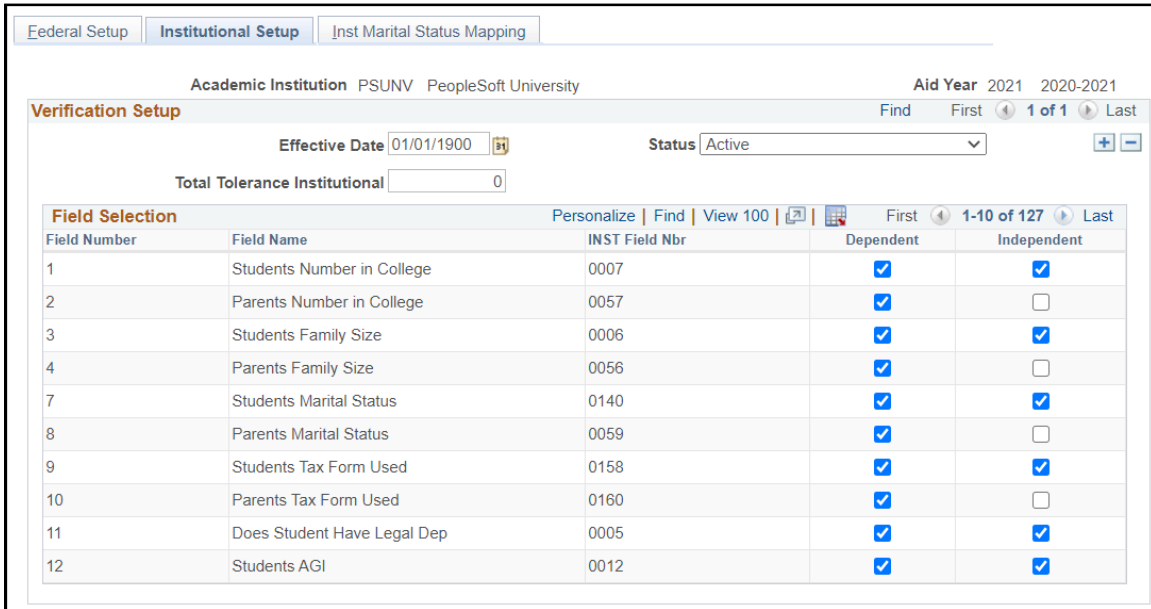 Federal Setup Institutional Setup Inst Marital Status Mapping
Academic Institution PSUNV PeopleSoft University Aid Year 2021 2020-2021
Verification Setup Find First 1 of 1 Last
Effective Date 01/01/1900 31 Status Active
Total Tolerance Institutional 0
Field Selection Personalize | Find | View 100 | | First 1-10 of 127 Last
Field Number Field Name INST Field Nbr Dependent Independent
1 Students Number in College 0007
2 Parents Number in College 0057
3 Students Family Size 0006
4 Parents Family Size 0056
7 Students Marital Status 0140
8 Parents Marital Status 0059
9 Students Tax Form Used 0158
10 Parents Tax Form Used 0160
11 Does Student Have Legal Dep 0005
12 Students AGI 0012